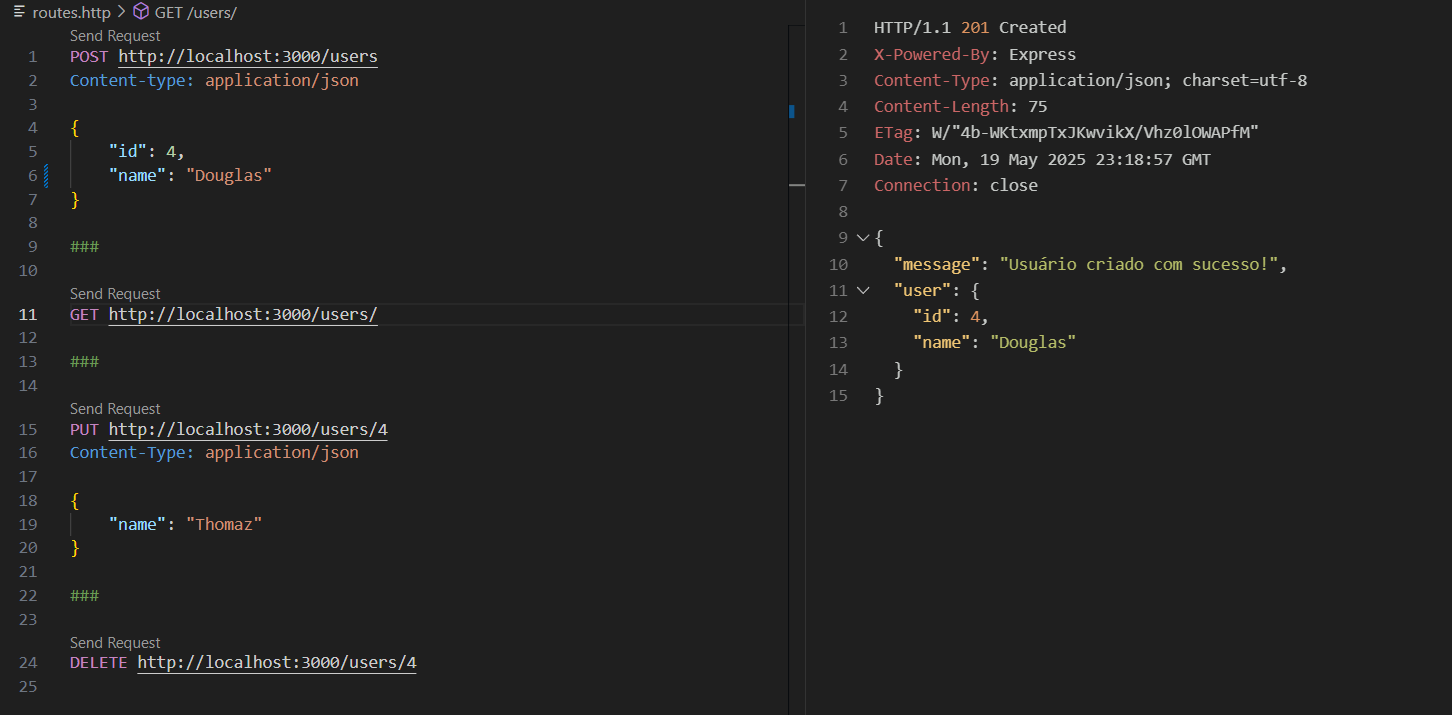 routes.http > GET /users/
Send Request
1 POST http://localhost:3000/users
2 Content-type: application/json
3
4 {
5 "id": 4,
6 "name": "Douglas"
7 }
8
9 ###
10
Send Request
11 GET http://localhost:3000/users/
12
13 ###
14
Send Request
15 PUT http://localhost:3000/users/4
16 Content-Type: application/json
17
18 {
19 "name": "Thomaz"
20 }
21
22 ###
23
Send Request
24 DELETE http://localhost:3000/users/4
25
1 HTTP/1.1 201 Created
2 X-Powered-By: Express
3 Content-Type: application/json; charset=utf-8
4 Content-Length: 75
5 ETag: W/"4b-WKtxmpTxJKwvikX/Vhz0lOWAPfM"
6 Date: Mon, 19 May 2025 23:18:57 GMT
7 Connection: close
8
9 {
10 "message": "Usuário criado com sucesso!",
11 "user": {
12 "id": 4,
13 "name": "Douglas"
14 }
15 }